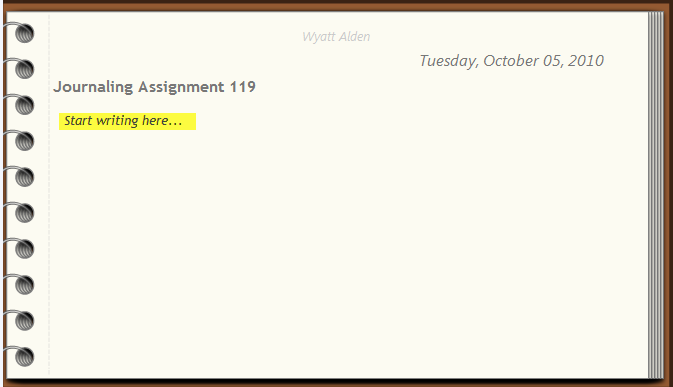 Wyatt Alden
Tuesday, October 05, 2010
Journaling Assignment 119
Start writing here...